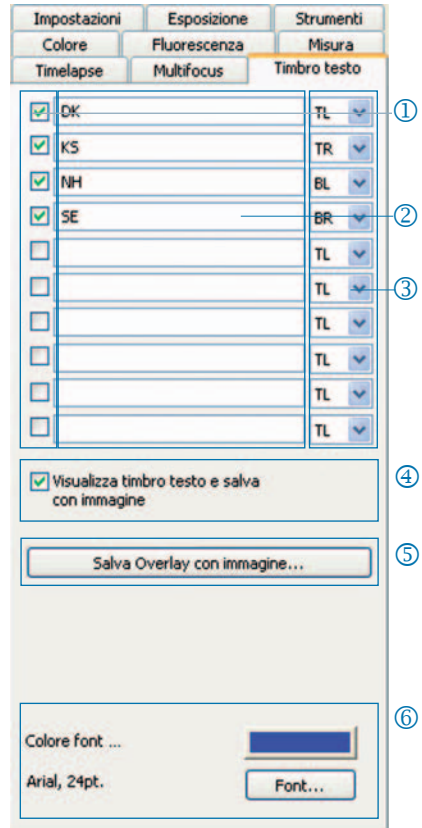 Impostazioni Esposizione Strumenti
Colore Fluorescenza Misura
Timelapse Multifocus Timbro testo
DK TL ①
KS TR
NH BL
SE BR ②
TL
TL ③
TL
TL
TL
TL
Visualizza timbro testo e salva ④
con immagine
Salva Overlay con immagine... ⑤
⑥
Colore font ...
Arial, 24pt. Font...